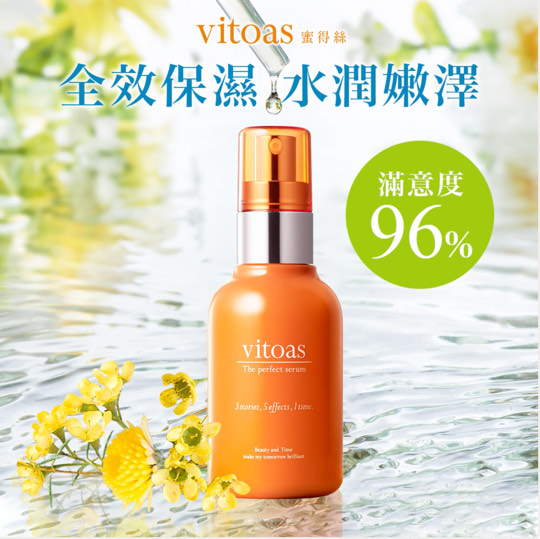 vitoas 蜜得絲
全效保濕 水潤嫩澤
滿意度
96%
vitoas
The perfect serum
3 stories, 5 effects, 1 time.
Beauty and Time
make my tomorrow brilliant